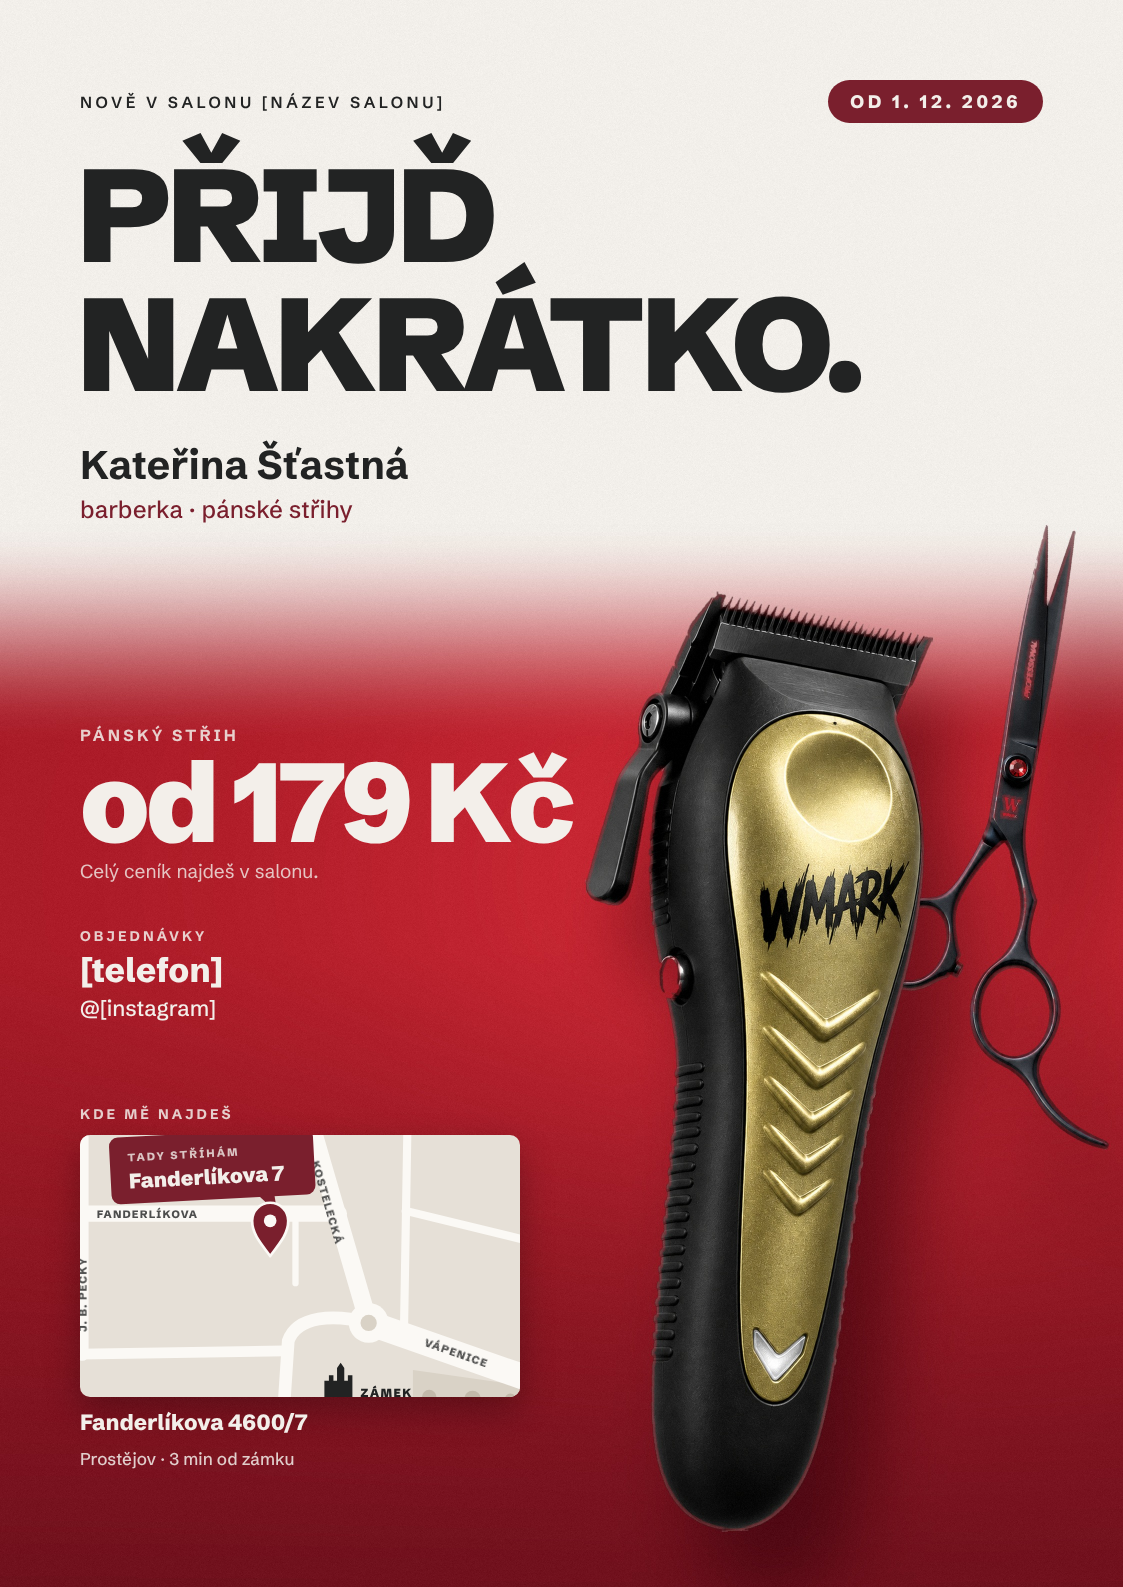 NOVĚ V SALONU [NÁZEV SALONU]
OD 1. 12. 2026
PŘIJĎ
NAKRÁTKO.
Kateřina Šťastná
barberka · pánské střihy
PROFESSIONAL
PÁNSKÝ STŘIH
od 179 Kč
Celý ceník najdeš v salonu.
W
WMARK
OBJEDNÁVKY
[telefon]
@[instagram]
KDE MĚ NAJDEŠ
TADY STŘÍHÁM
Fanderlíkova 7
KOSTELECKÁ
FANDERLÍKOVA
J. B. PECKY
VÁPENICE
ZÁMEK
Fanderlíkova 4600/7
Prostějov · 3 min od zámku